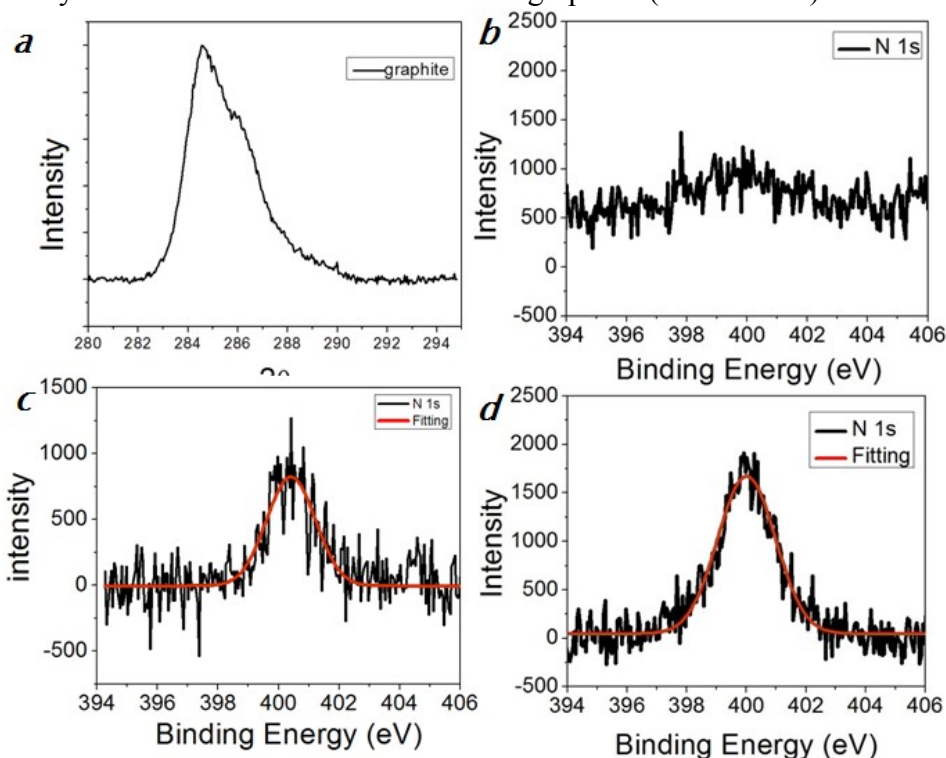 a
graphite
Intensity
280 282 284 286 288 290 292 294
b
N 1s
2500
2000
1500
1000
500
0
-500
Intensity
394 396 398 400 402 404 406
Binding Energy (eV)
c
N 1s
Fitting
1500
1000
500
0
-500
intensity
394 396 398 400 402 404 406
Binding Energy (eV)
d
N 1s
Fitting
2500
2000
1500
1000
500
0
-500
Intensity
394 396 398 400 402 404 406
Binding Energy (eV)